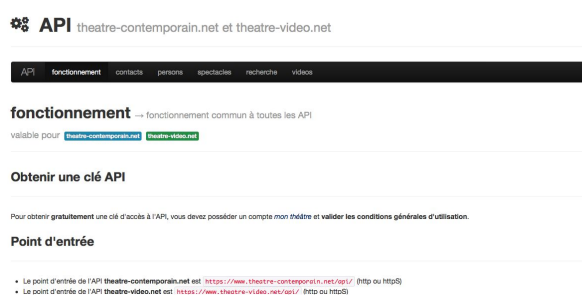 API theatre-contemporain.net et theatre-video.net
API fonctionnement contacts persons spectacles recherche videos
fonctionnement → fonctionnement commun à toutes les API
valable pour theatre-contemporain.net theatre-video.net
Obtenir une clé API
Pour obtenir gratuitement une clé d'accès à l'API, vous devez posséder un compte mon théâtre et valider les conditions générales d'utilisation.
Point d'entrée
• Le point d'entrée de l'API theatre-contemporain.net est https://www.theatre-contemporain.net/api/ (http ou httpS)
• Le point d'entrée de l'API theatre-video.net est https://www.theatre-video.net/api/ (http ou httpS)